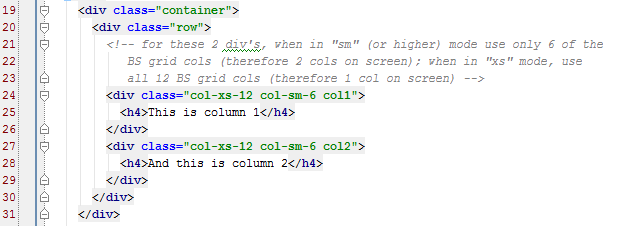 19 <div class="container">
20 <div class="row">
21 <!-- for these 2 div's, when in "sm" (or higher) mode use only 6 of the
22 BS grid cols (therefore 2 cols on screen); when in "xs" mode, use
23 all 12 BS grid cols (therefore 1 col on screen) -->
24 <div class="col-xs-12 col-sm-6 col1">
25 <h4>This is column 1</h4>
26 </div>
27 <div class="col-xs-12 col-sm-6 col2">
28 <h4>And this is column 2</h4>
29 </div>
30 </div>
31 </div>